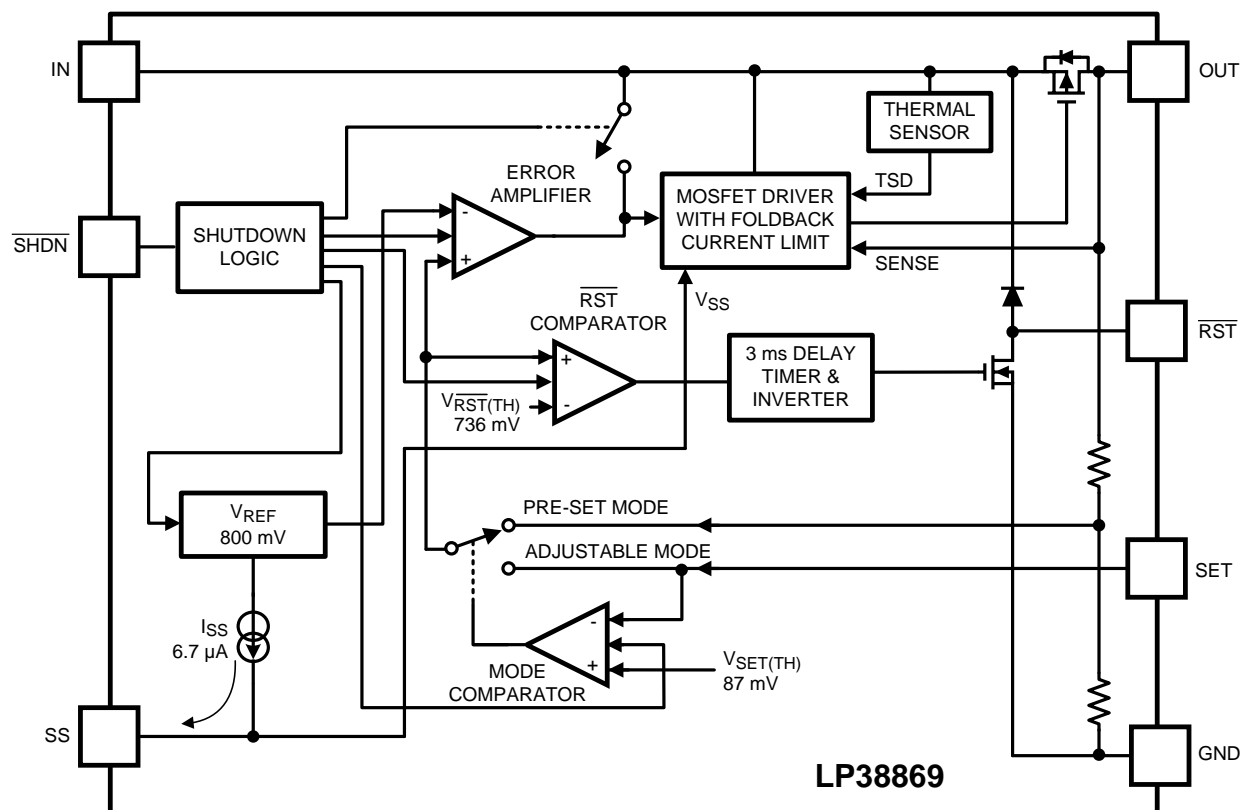 IN
OUT
THERMAL
SENSOR
ERROR
AMPLIFIER
TSD
MOSFET DRIVER
WITH FOLDBACK
CURRENT LIMIT
SHDN
SHUTDOWN
LOGIC
-
+
SENSE
VSS
RST
COMPARATOR
RST
+
-
3 ms DELAY
TIMER &
INVERTER
VRST(TH)
736 mV
VREF
800 mV
PRE-SET MODE
ADJUSTABLE MODE
SET
ISS
6.7 µA
-
+
MODE
COMPARATOR
VSET(TH)
87 mV
SS
GND
LP38869